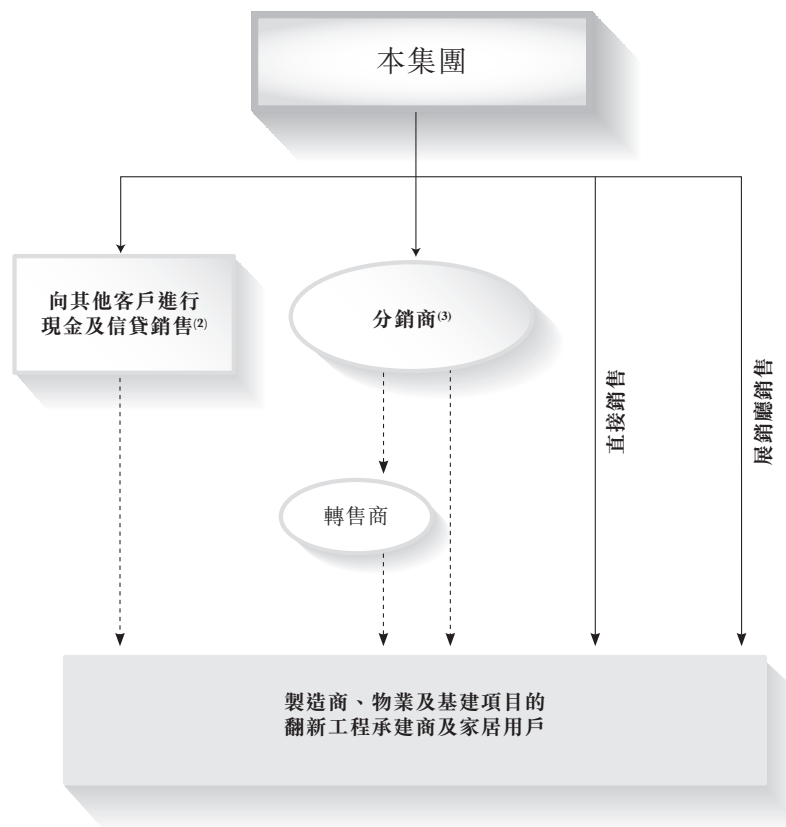 本集團
向其他客戶進行
現金及信貸銷售(2)
分銷商(3)
直接銷售
展銷廳銷售
轉售商
製造商、物業及基建項目的
翻新工程承建商及家居用戶